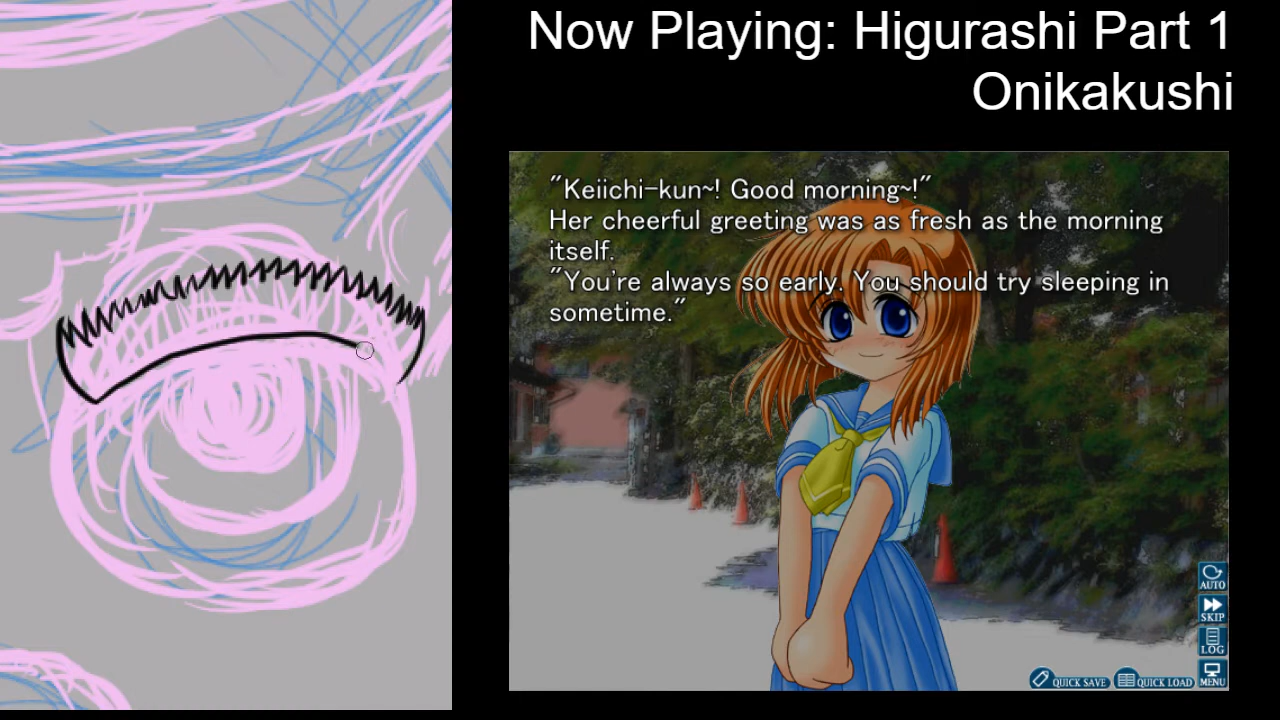 Now Playing: Higurashi Part 1
Onikakushi
"Keiichi-kun~! Good morning~!"
Her cheerful greeting was as fresh as the morning
itself.
"You're always so early. You should try sleeping in
sometime."
AUTO
SKIP
LOG
QUICK SAVE QUICK LOAD MENU